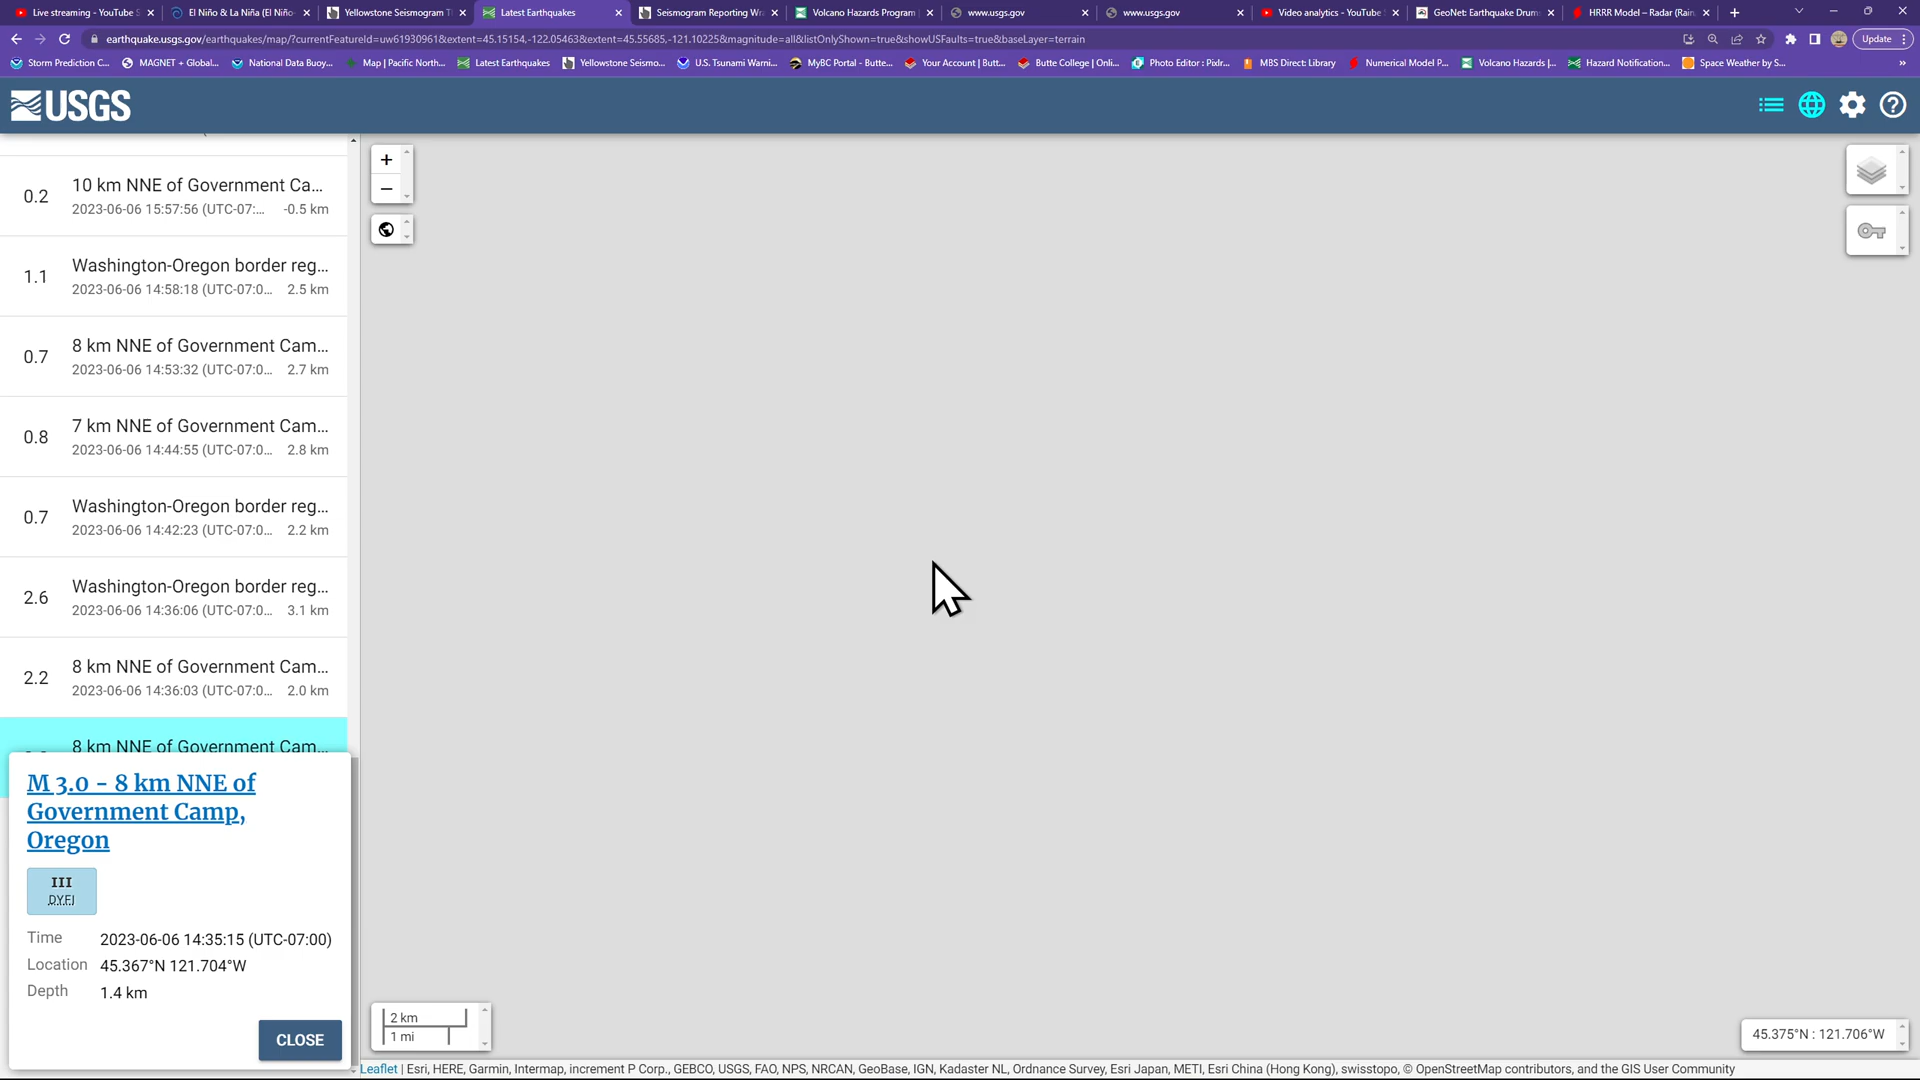 Live streaming - YouTube S
El Niño & La Niña (El Niño-
Yellowstone Seismogram T
Latest Earthquakes
Seismogram Reporting Wra
Volcano Hazards Program
www.usgs.gov
www.usgs.gov
Video analytics - YouTube
GeoNet: Earthquake Drum
HRRR Model – Radar (Rain
earthquake.usgs.gov/earthquakes/map/?currentFeatureId=uw61930961&extent=45.15154,-122.05463&extent=45.55685,-121.10225&magnitude=all&listOnlyShown=true&showUSFaults=true&baseLayer=terrain
Update
Storm Prediction C...
MAGNET + Global...
National Data Buoy...
Map | Pacific North...
Latest Earthquakes
Yellowstone Seismo...
U.S. Tsunami Warni...
MyBC Portal - Butte...
Your Account | Butt...
Butte College | Onli...
Photo Editor : Pixlr...
MBS Direct: Library
Numerical Model P...
Volcano Hazards |...
Hazard Notification...
Space Weather by S...
»
USGS
0.2
10 km NNE of Government Ca...
2023-06-06 15:57:56 (UTC-07:... -0.5 km
1.1
Washington-Oregon border reg...
2023-06-06 14:58:18 (UTC-07:0... 2.5 km
0.7
8 km NNE of Government Cam...
2023-06-06 14:53:32 (UTC-07:0... 2.7 km
0.8
7 km NNE of Government Cam...
2023-06-06 14:44:55 (UTC-07:0... 2.8 km
0.7
Washington-Oregon border reg...
2023-06-06 14:42:23 (UTC-07:0... 2.2 km
2.6
Washington-Oregon border reg...
2023-06-06 14:36:06 (UTC-07:0... 3.1 km
2.2
8 km NNE of Government Cam...
2023-06-06 14:36:03 (UTC-07:0... 2.0 km
8 km NNE of Government Cam...
M 3.0 - 8 km NNE of
Government Camp,
Oregon
III
DYFI
Time 2023-06-06 14:35:15 (UTC-07:00)
Location 45.367°N 121.704°W
Depth 1.4 km
CLOSE
+
−
2 km
1 mi
45.375°N : 121.706°W
Leaflet | Esri, HERE, Garmin, Intermap, increment P Corp., GEBCO, USGS, FAO, NPS, NRCAN, GeoBase, IGN, Kadaster NL, Ordnance Survey, Esri Japan, METI, Esri China (Hong Kong), swisstopo, © OpenStreetMap contributors, and the GIS User Community